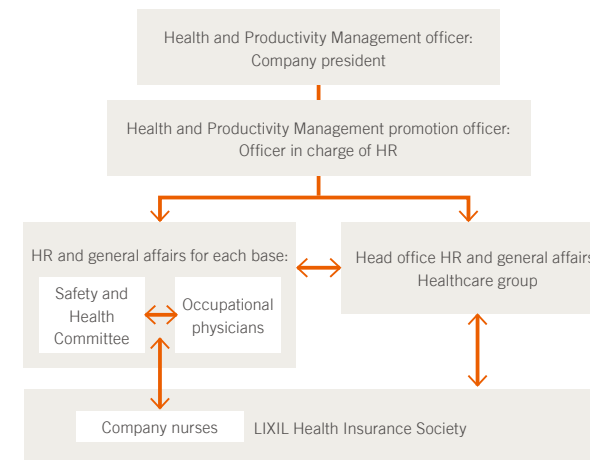 Health and Productivity Management officer:
Company president
Health and Productivity Management promotion officer:
Officer in charge of HR
HR and general affairs for each base:
Safety and
Health
Committee
Occupational
physicians
Head office HR and general affairs
Healthcare group
Company nurses
LIXIL Health Insurance Society